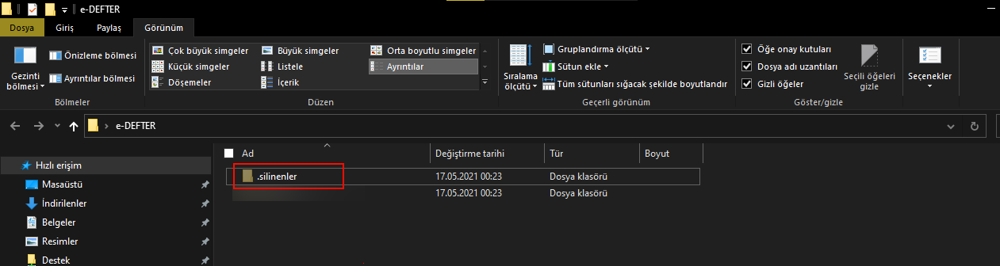 e-DEFTER
Dosya Giriş Paylaş Görünüm
Gezinti bölmesi
Önizleme bölmesi
Ayrıntılar bölmesi
Bölmeler
Çok büyük simgeler Büyük simgeler Orta boyutlu simgeler
Küçük simgeler Listele Ayrıntılar
Döşemeler İçerik
Düzen
Sıralama ölçütü
Gruplandırma ölçütü
Sütun ekle
Tüm sütunları sığacak şekilde boyutlandır
Geçerli görünüm
Öğe onay kutuları
Dosya adı uzantıları
Gizli öğeler
Seçili öğeleri gizle
Göster/gizle
Seçenekler
e-DEFTER
Ad Değiştirme tarihi Tür Boyut
.silinenler 17.05.2021 00:23 Dosya klasörü
17.05.2021 00:23 Dosya klasörü
Hızlı erişim
Masaüstü
İndirilenler
Belgeler
Resimler
Destek